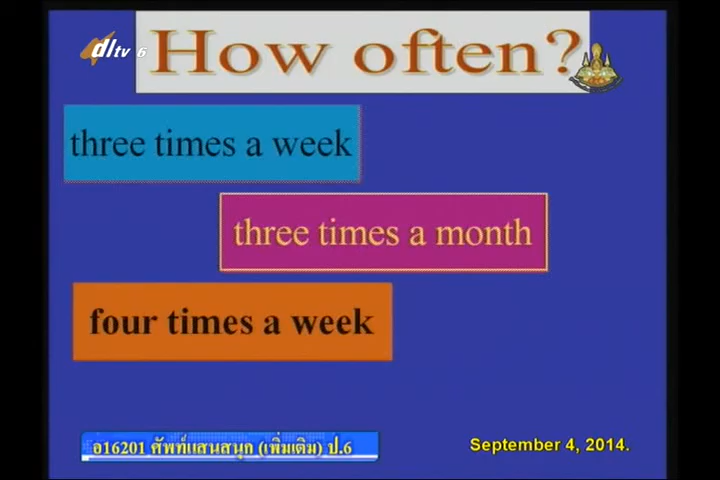 dltv 6
How often?
three times a week
three times a month
four times a week
อ16201 ศัพท์แสนสนุก (เพิ่มเติม) ป.6
September 4, 2014.